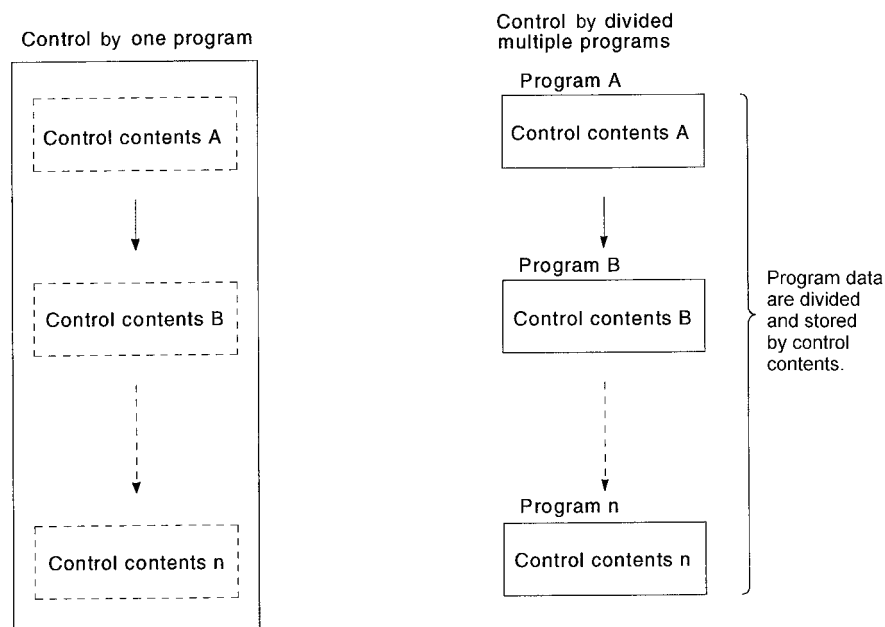 Control by one program
Control contents A
Control contents B
Control contents n
Control by divided
multiple programs
Program A
Control contents A
Program B
Control contents B
Program n
Control contents n
Program data
are divided
and stored
by control
contents.